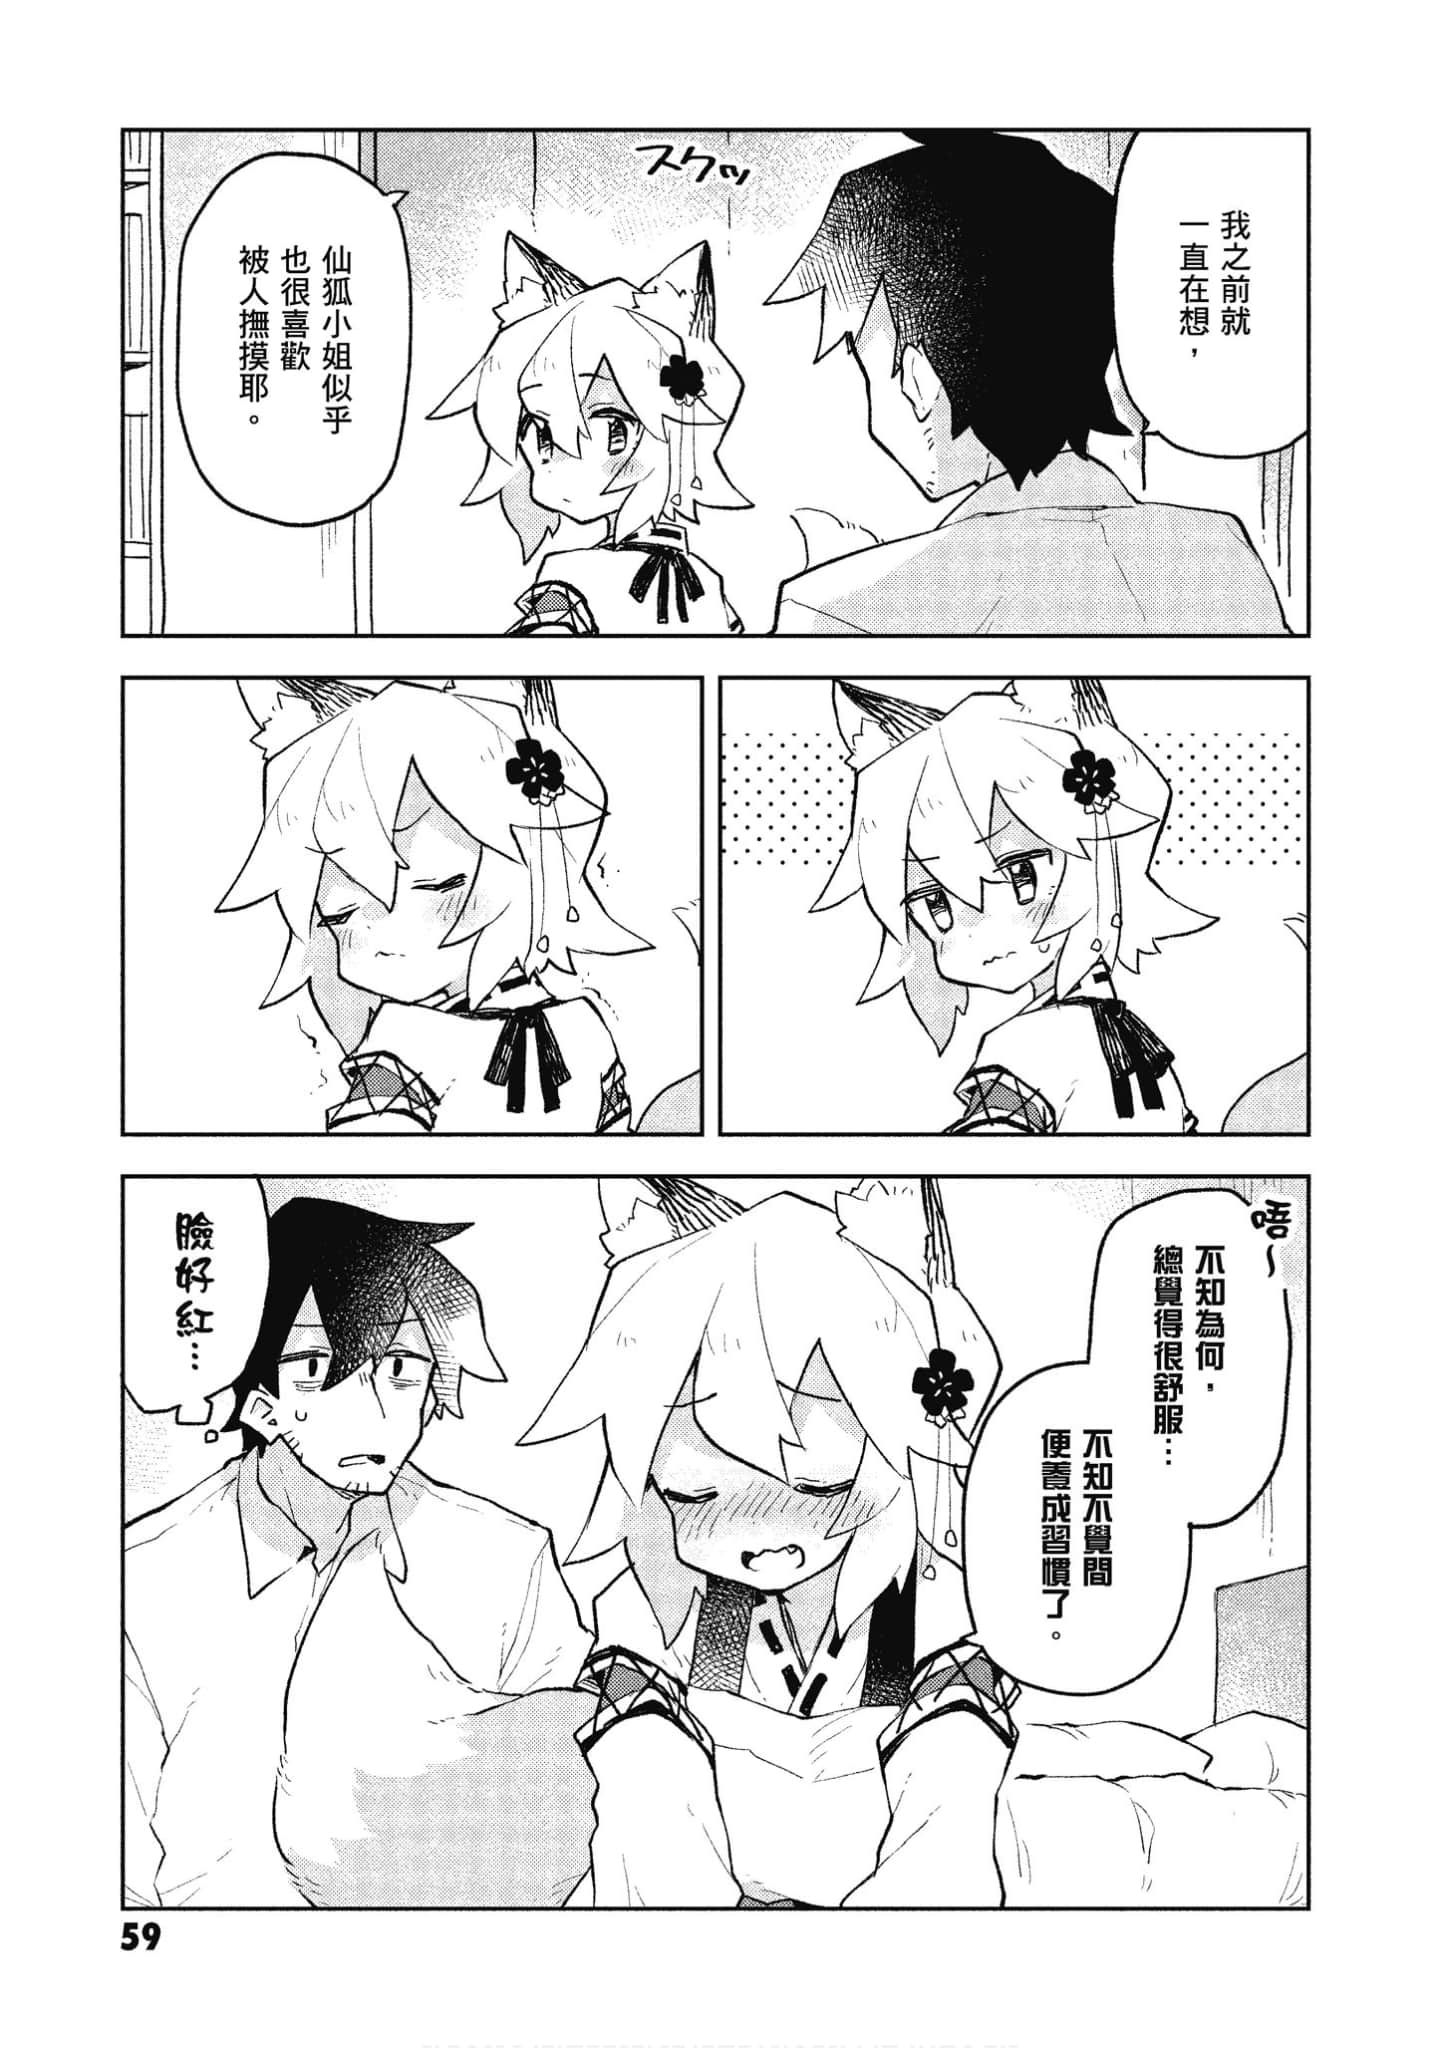 我之前就
一直在想，
スクッ
仙狐小姐似乎
也很喜歡
被人撫摸耶。
唔~
不知為何，
總覺得很舒服…
不知不覺間
便養成習慣了。
臉好紅…
59